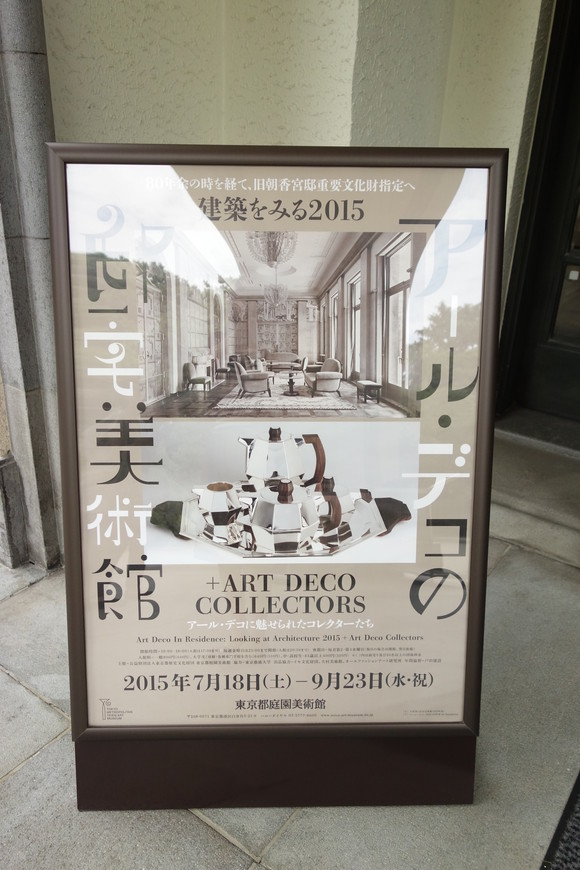 80年余の時を経て、旧朝香宮邸重要文化財指定へ
建築をみる2015
アール・デコの
邸宅美術館
+ART DECO
COLLECTORS
アール・デコに魅せられたコレクターたち
Art Deco In Residence: Looking at Architecture 2015 + Art Deco Collectors
2015年7月18日(土)−9月23日(水・祝)
東京都庭園美術館
TOKYO
METROPOLITAN
TEIEN ART
MUSEUM